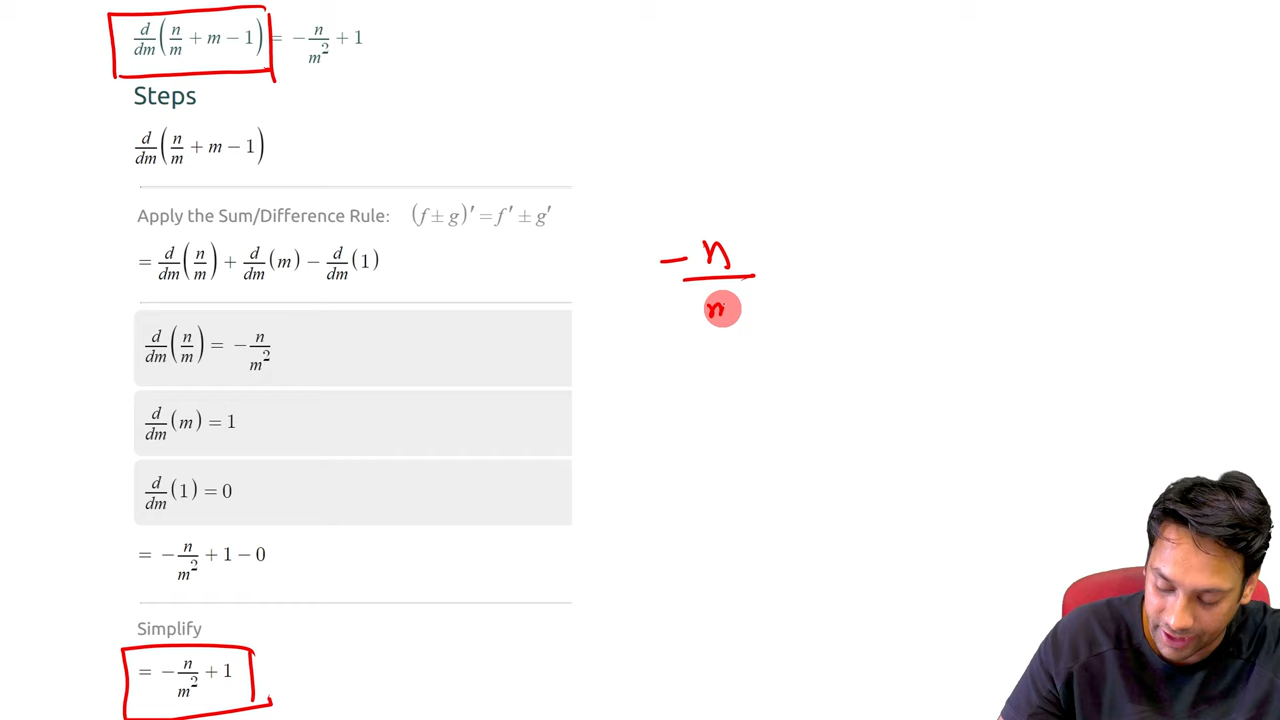 d/dm(n/m + m − 1) = −n/m² + 1
Steps
d/dm(n/m + m − 1)
Apply the Sum/Difference Rule: (f ± g)′ = f′ ± g′
= d/dm(n/m) + d/dm(m) − d/dm(1)
d/dm(n/m) = −n/m²
d/dm(m) = 1
d/dm(1) = 0
= −n/m² + 1 − 0
Simplify
= −n/m² + 1
− n